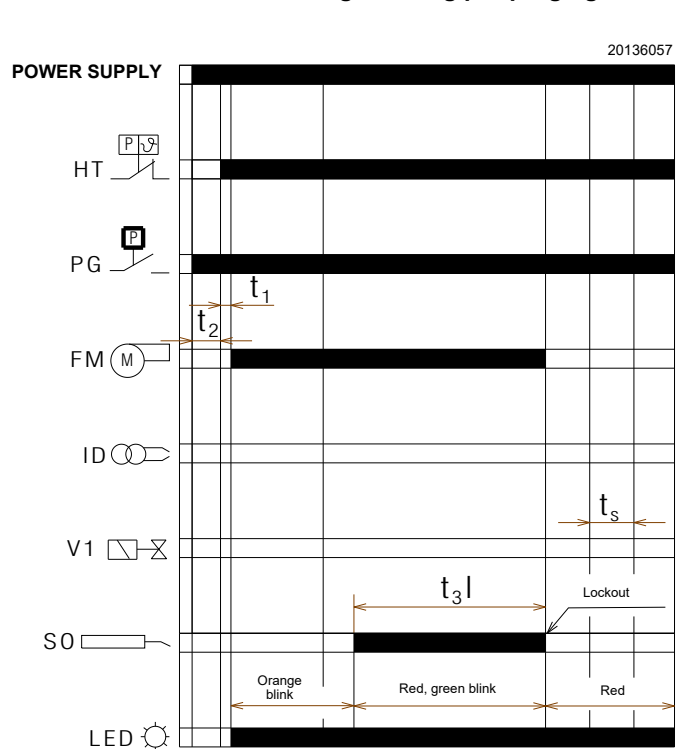 20136057
POWER SUPPLY
P ϑ
HT
P
PG
t1
t2
FM M
ID
ts
V1
t3l
Lockout
SO
Orange
blink
Red, green blink
Red
LED